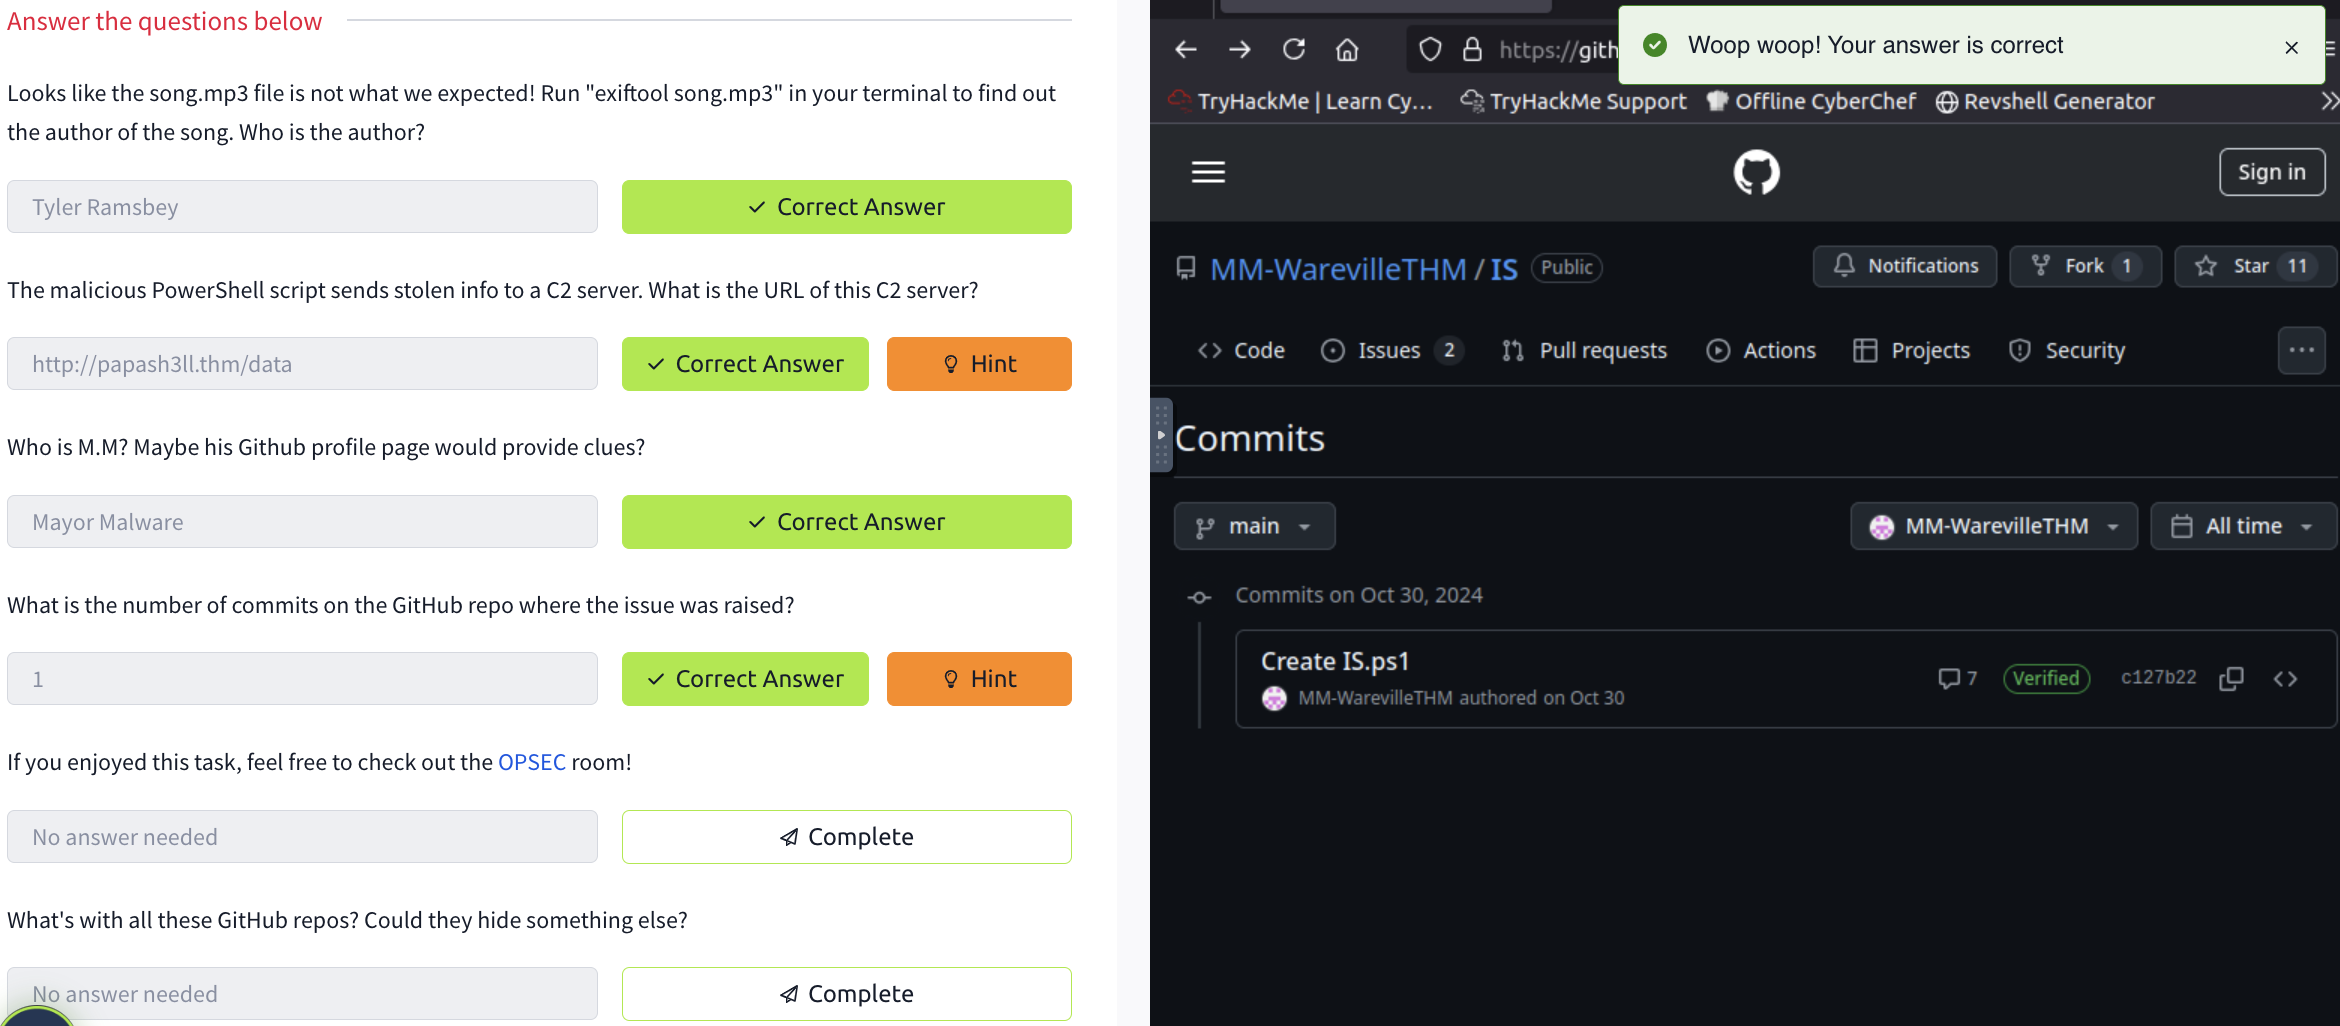 Answer the questions below
Looks like the song.mp3 file is not what we expected! Run "exiftool song.mp3" in your terminal to find out
the author of the song. Who is the author?
Tyler Ramsbey
Correct Answer
The malicious PowerShell script sends stolen info to a C2 server. What is the URL of this C2 server?
http://papash3ll.thm/data
Correct Answer
Hint
Who is M.M? Maybe his Github profile page would provide clues?
Mayor Malware
Correct Answer
What is the number of commits on the GitHub repo where the issue was raised?
1
Correct Answer
Hint
If you enjoyed this task, feel free to check out the OPSEC room!
No answer needed
Complete
What's with all these GitHub repos? Could they hide something else?
No answer needed
Complete
https://gith
Woop woop! Your answer is correct
TryHackMe | Learn Cy...
TryHackMe Support
Offline CyberChef
Revshell Generator
Sign in
MM-WarevilleTHM / IS
Public
Notifications
Fork 1
Star 11
Code
Issues 2
Pull requests
Actions
Projects
Security
Commits
main
MM-WarevilleTHM
All time
Commits on Oct 30, 2024
Create IS.ps1
MM-WarevilleTHM authored on Oct 30
7
Verified
c127b22